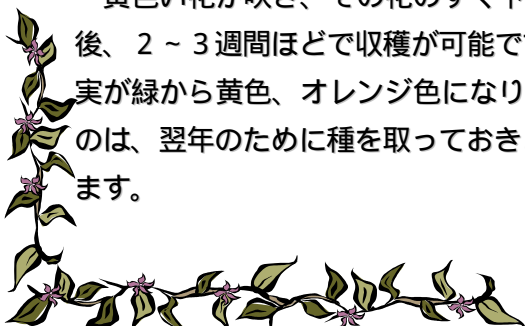 黄色い花が咲き、その花のすぐ下
後、２～３週間ほどで収穫が可能で
実が緑から黄色、オレンジ色になり
のは、翌年のために種を取っておき
ます。